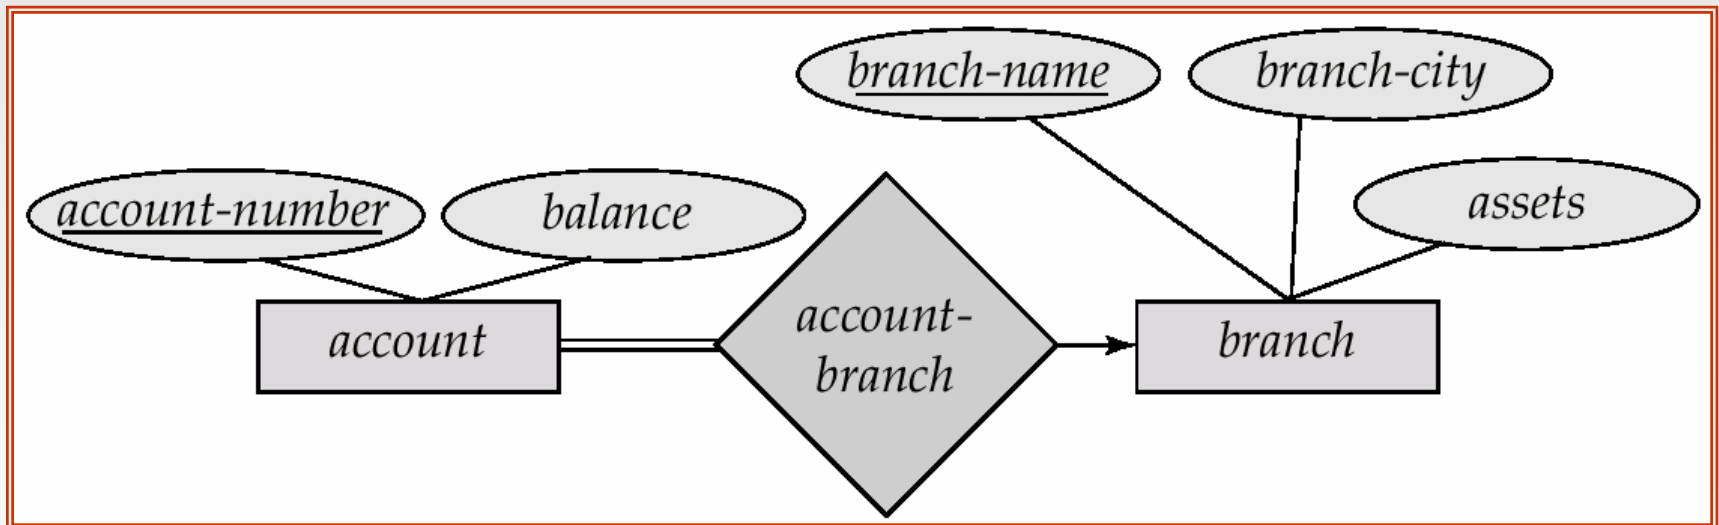 branch-name
branch-city
account-number
balance
assets
account
account-
branch
branch